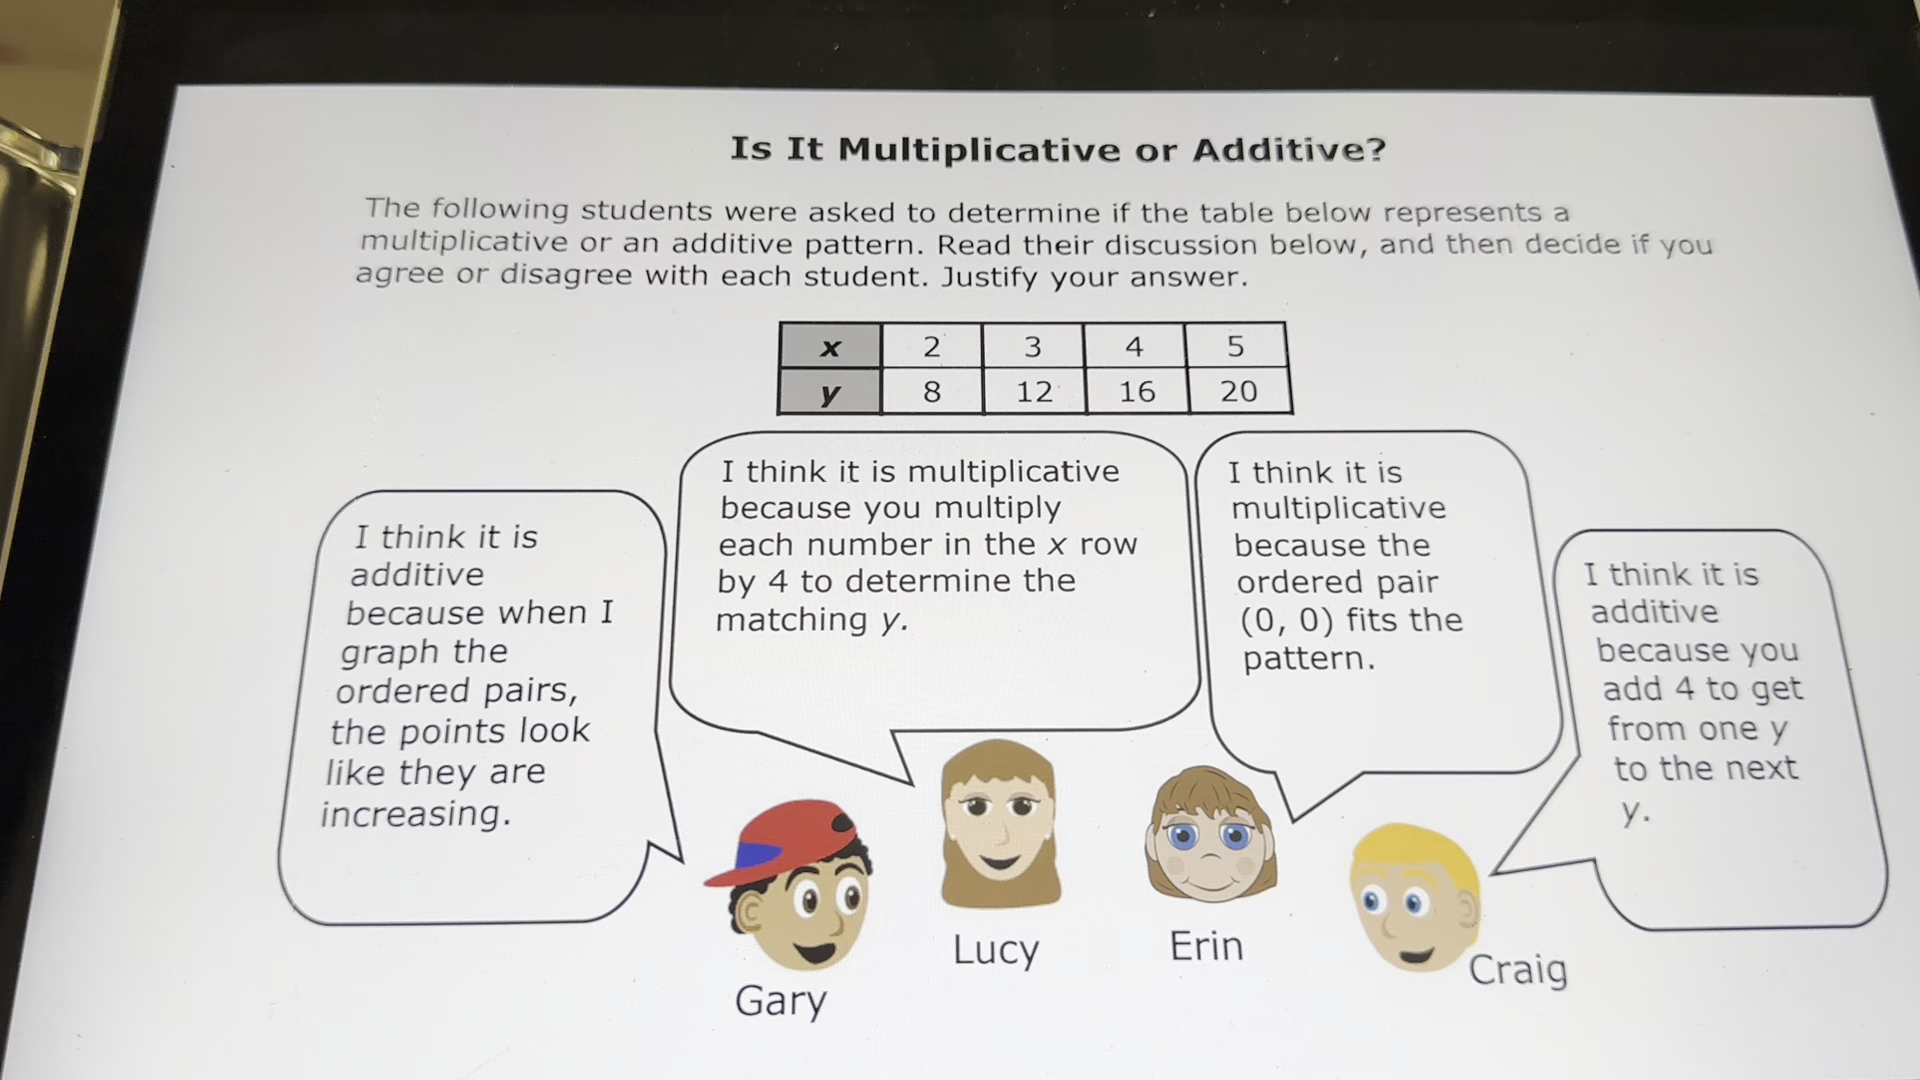 Is It Multiplicative or Additive?
The following students were asked to determine if the table below represents a
multiplicative or an additive pattern. Read their discussion below, and then decide if you
agree or disagree with each student. Justify your answer.
x 2 3 4 5
y 8 12 16 20
I think it is
additive
because when I
graph the
ordered pairs,
the points look
like they are
increasing.
I think it is multiplicative
because you multiply
each number in the x row
by 4 to determine the
matching y.
I think it is
multiplicative
because the
ordered pair
(0, 0) fits the
pattern.
I think it is
additive
because you
add 4 to get
from one y
to the next
y.
Gary
Lucy
Erin
Craig